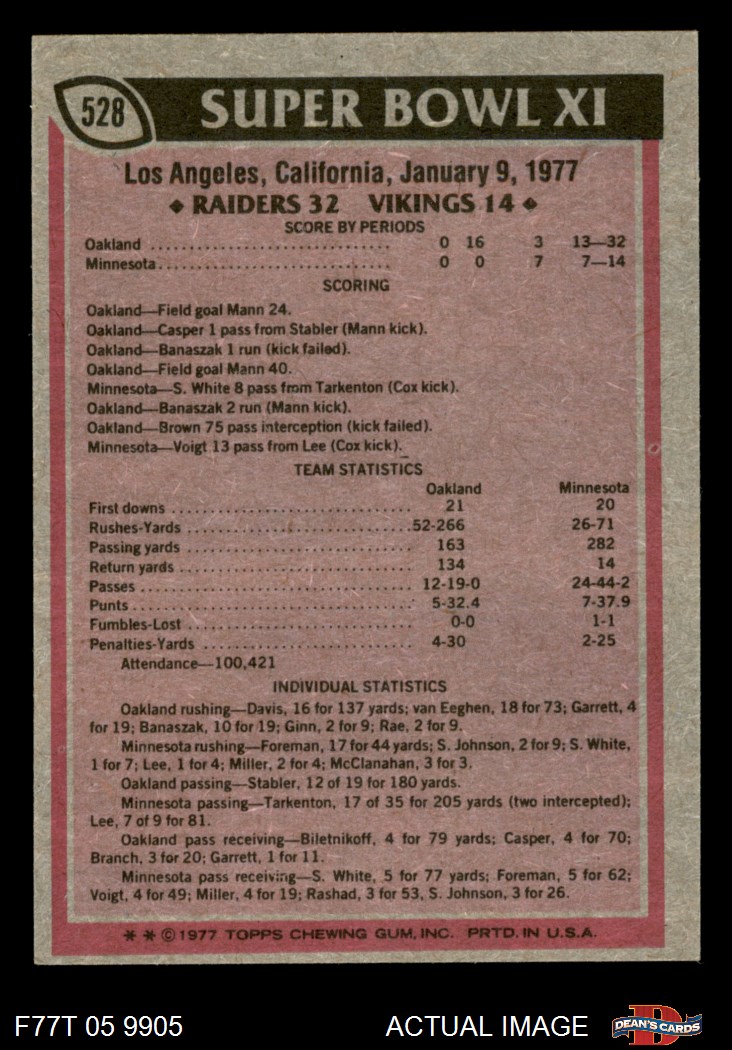 528
SUPER BOWL XI
Los Angeles, California, January 9, 1977
◆ RAIDERS 32 VIKINGS 14 ◆
SCORE BY PERIODS
Oakland .............................. 0 16 3 13—32
Minnesota.............................. 0 0 7 7—14
SCORING
Oakland—Field goal Mann 24.
Oakland—Casper 1 pass from Stabler (Mann kick).
Oakland—Banaszak 1 run (kick failed).
Oakland—Field goal Mann 40.
Minnesota—S. White 8 pass from Tarkenton (Cox kick).
Oakland—Banaszak 2 run (Mann kick).
Oakland—Brown 75 pass interception (kick failed).
Minnesota—Voigt 13 pass from Lee (Cox kick).
TEAM STATISTICS
Oakland Minnesota
First downs .............................. 21 20
Rushes-Yards .............................. 52-266 26-71
Passing yards .............................. 163 282
Return yards .............................. 134 14
Passes .............................. 12-19-0 24-44-2
Punts .............................. 5-32.4 7-37.9
Fumbles-Lost .............................. 0-0 1-1
Penalties-Yards .............................. 4-30 2-25
Attendance—100,421
INDIVIDUAL STATISTICS
Oakland rushing—Davis, 16 for 137 yards; van Eeghen, 18 for 73; Garrett, 4
for 19; Banaszak, 10 for 19; Ginn, 2 for 9; Rae, 2 for 9.
Minnesota rushing—Foreman, 17 for 44 yards; S. Johnson, 2 for 9; S. White,
1 for 7; Lee, 1 for 4; Miller, 2 for 4; McClanahan, 3 for 3.
Oakland passing—Stabler, 12 of 19 for 180 yards.
Minnesota passing—Tarkenton, 17 of 35 for 205 yards (two intercepted);
Lee, 7 of 9 for 81.
Oakland pass receiving—Biletnikoff, 4 for 79 yards; Casper, 4 for 70;
Branch, 3 for 20; Garrett, 1 for 11.
Minnesota pass receiving—S. White, 5 for 77 yards; Foreman, 5 for 62;
Voigt, 4 for 49; Miller, 4 for 19; Rashad, 3 for 53, S. Johnson, 3 for 26.
* * © 1977 TOPPS CHEWING GUM, INC. PRTD. IN U.S.A.
F77T 05 9905 ACTUAL IMAGE D DEAN'S CARDS